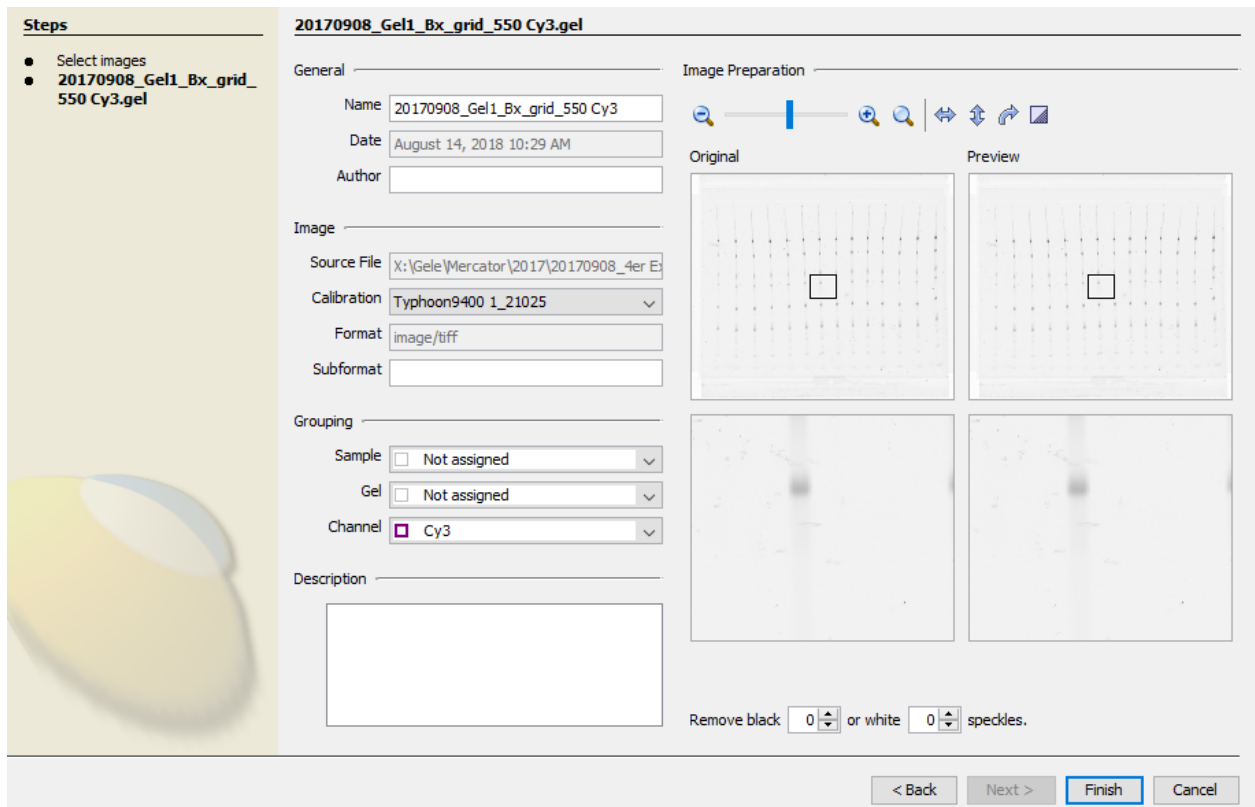 Steps
Select images
20170908_Gel1_Bx_grid_
550 Cy3.gel
20170908_Gel1_Bx_grid_550 Cy3.gel
General
Name 20170908_Gel1_Bx_grid_550 Cy3
Date August 14, 2018 10:29 AM
Author
Image
Source File X:\Gele\Mercator\2017\20170908_4er Ex
Calibration Typhoon9400 1_21025
Format image/tiff
Subformat
Grouping
Sample Not assigned
Gel Not assigned
Channel Cy3
Description
Image Preparation
Original Preview
Remove black 0 or white 0 speckles.
< Back Next > Finish Cancel